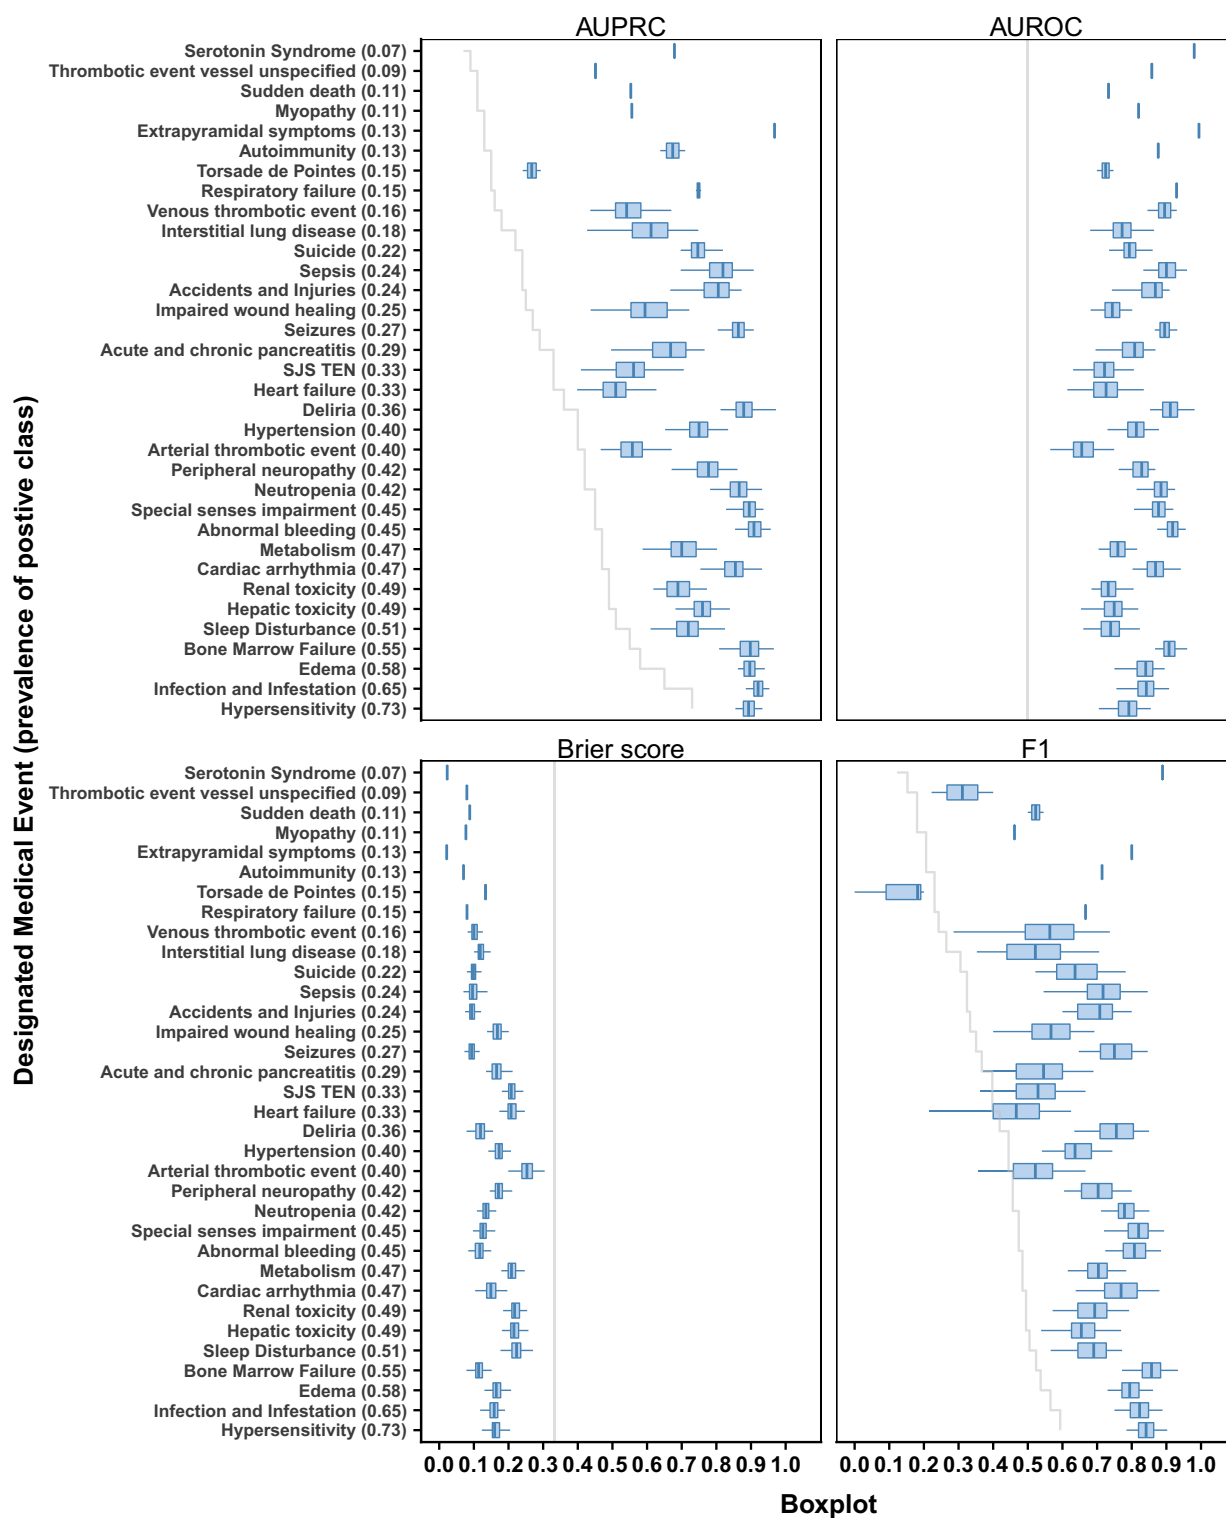 AUPRC
AUROC
Serotonin Syndrome (0.07)
Thrombotic event vessel unspecified (0.09)
Sudden death (0.11)
Myopathy (0.11)
Extrapyramidal symptoms (0.13)
Autoimmunity (0.13)
Torsade de Pointes (0.15)
Respiratory failure (0.15)
Venous thrombotic event (0.16)
Interstitial lung disease (0.18)
Suicide (0.22)
Sepsis (0.24)
Accidents and Injuries (0.24)
Impaired wound healing (0.25)
Seizures (0.27)
Acute and chronic pancreatitis (0.29)
SJS TEN (0.33)
Heart failure (0.33)
Deliria (0.36)
Hypertension (0.40)
Arterial thrombotic event (0.40)
Peripheral neuropathy (0.42)
Neutropenia (0.42)
Special senses impairment (0.45)
Abnormal bleeding (0.45)
Metabolism (0.47)
Cardiac arrhythmia (0.47)
Renal toxicity (0.49)
Hepatic toxicity (0.49)
Sleep Disturbance (0.51)
Bone Marrow Failure (0.55)
Edema (0.58)
Infection and Infestation (0.65)
Hypersensitivity (0.73)
Designated Medical Event (prevalence of postive class)
Brier score
F1
Serotonin Syndrome (0.07)
Thrombotic event vessel unspecified (0.09)
Sudden death (0.11)
Myopathy (0.11)
Extrapyramidal symptoms (0.13)
Autoimmunity (0.13)
Torsade de Pointes (0.15)
Respiratory failure (0.15)
Venous thrombotic event (0.16)
Interstitial lung disease (0.18)
Suicide (0.22)
Sepsis (0.24)
Accidents and Injuries (0.24)
Impaired wound healing (0.25)
Seizures (0.27)
Acute and chronic pancreatitis (0.29)
SJS TEN (0.33)
Heart failure (0.33)
Deliria (0.36)
Hypertension (0.40)
Arterial thrombotic event (0.40)
Peripheral neuropathy (0.42)
Neutropenia (0.42)
Special senses impairment (0.45)
Abnormal bleeding (0.45)
Metabolism (0.47)
Cardiac arrhythmia (0.47)
Renal toxicity (0.49)
Hepatic toxicity (0.49)
Sleep Disturbance (0.51)
Bone Marrow Failure (0.55)
Edema (0.58)
Infection and Infestation (0.65)
Hypersensitivity (0.73)
0.0 0.1 0.2 0.3 0.4 0.5 0.6 0.7 0.8 0.9 1.0
0.0 0.1 0.2 0.3 0.4 0.5 0.6 0.7 0.8 0.9 1.0
Boxplot